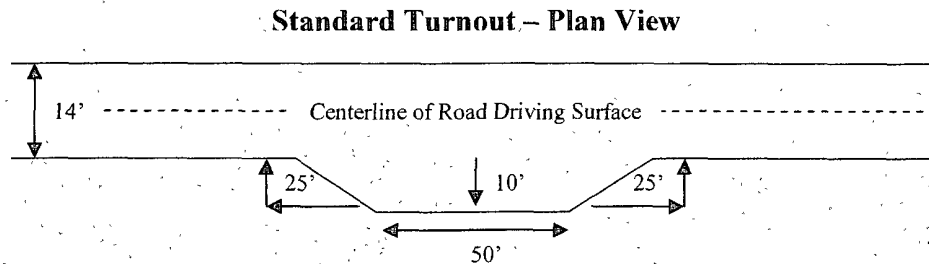 Standard Turnout – Plan View
14'
Centerline of Road Driving Surface
25'
10'
25'
50'